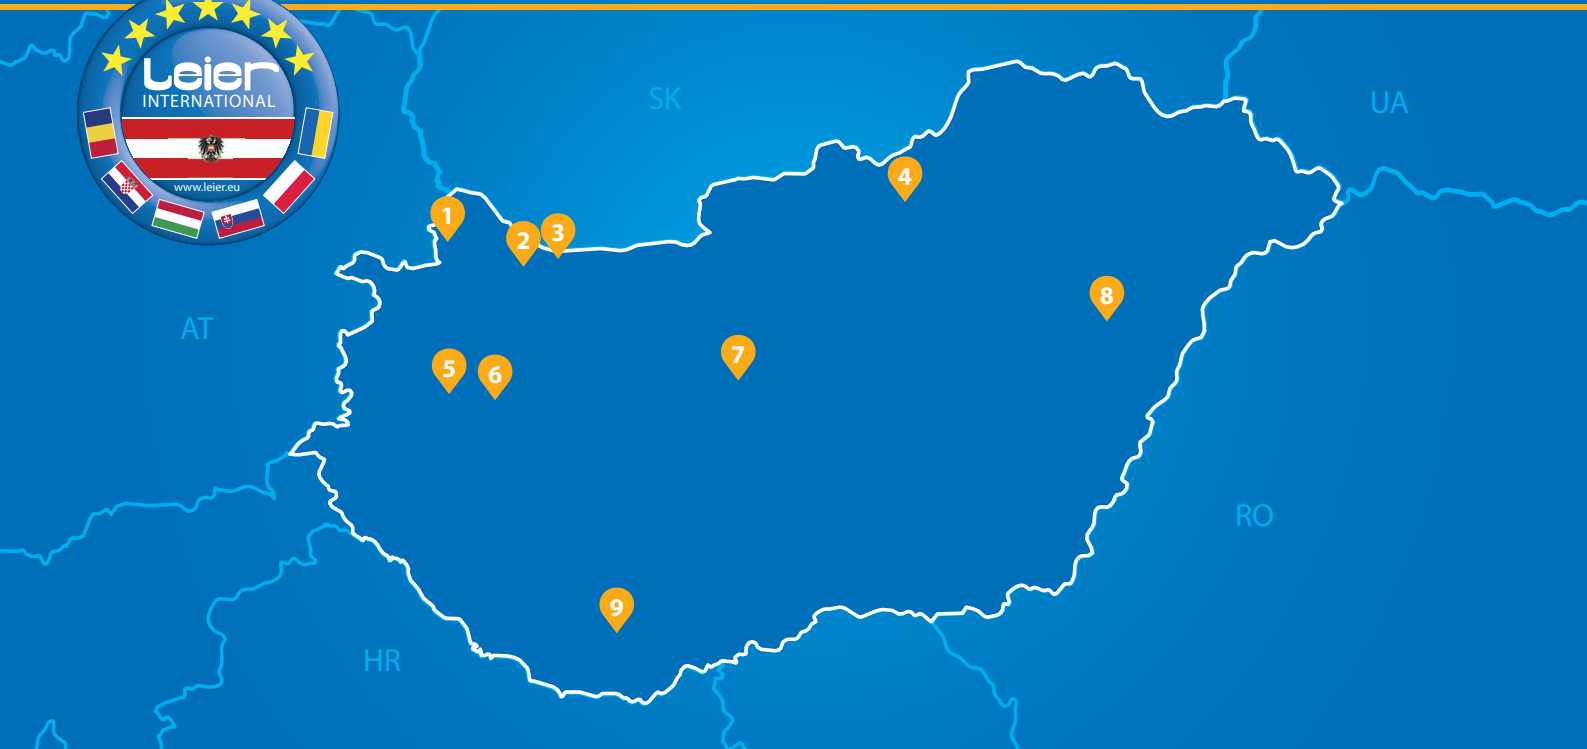 Leier
INTERNATIONAL
www.leier.eu
SK
UA
AT
RO
HR
1
2
3
4
5
6
7
8
9